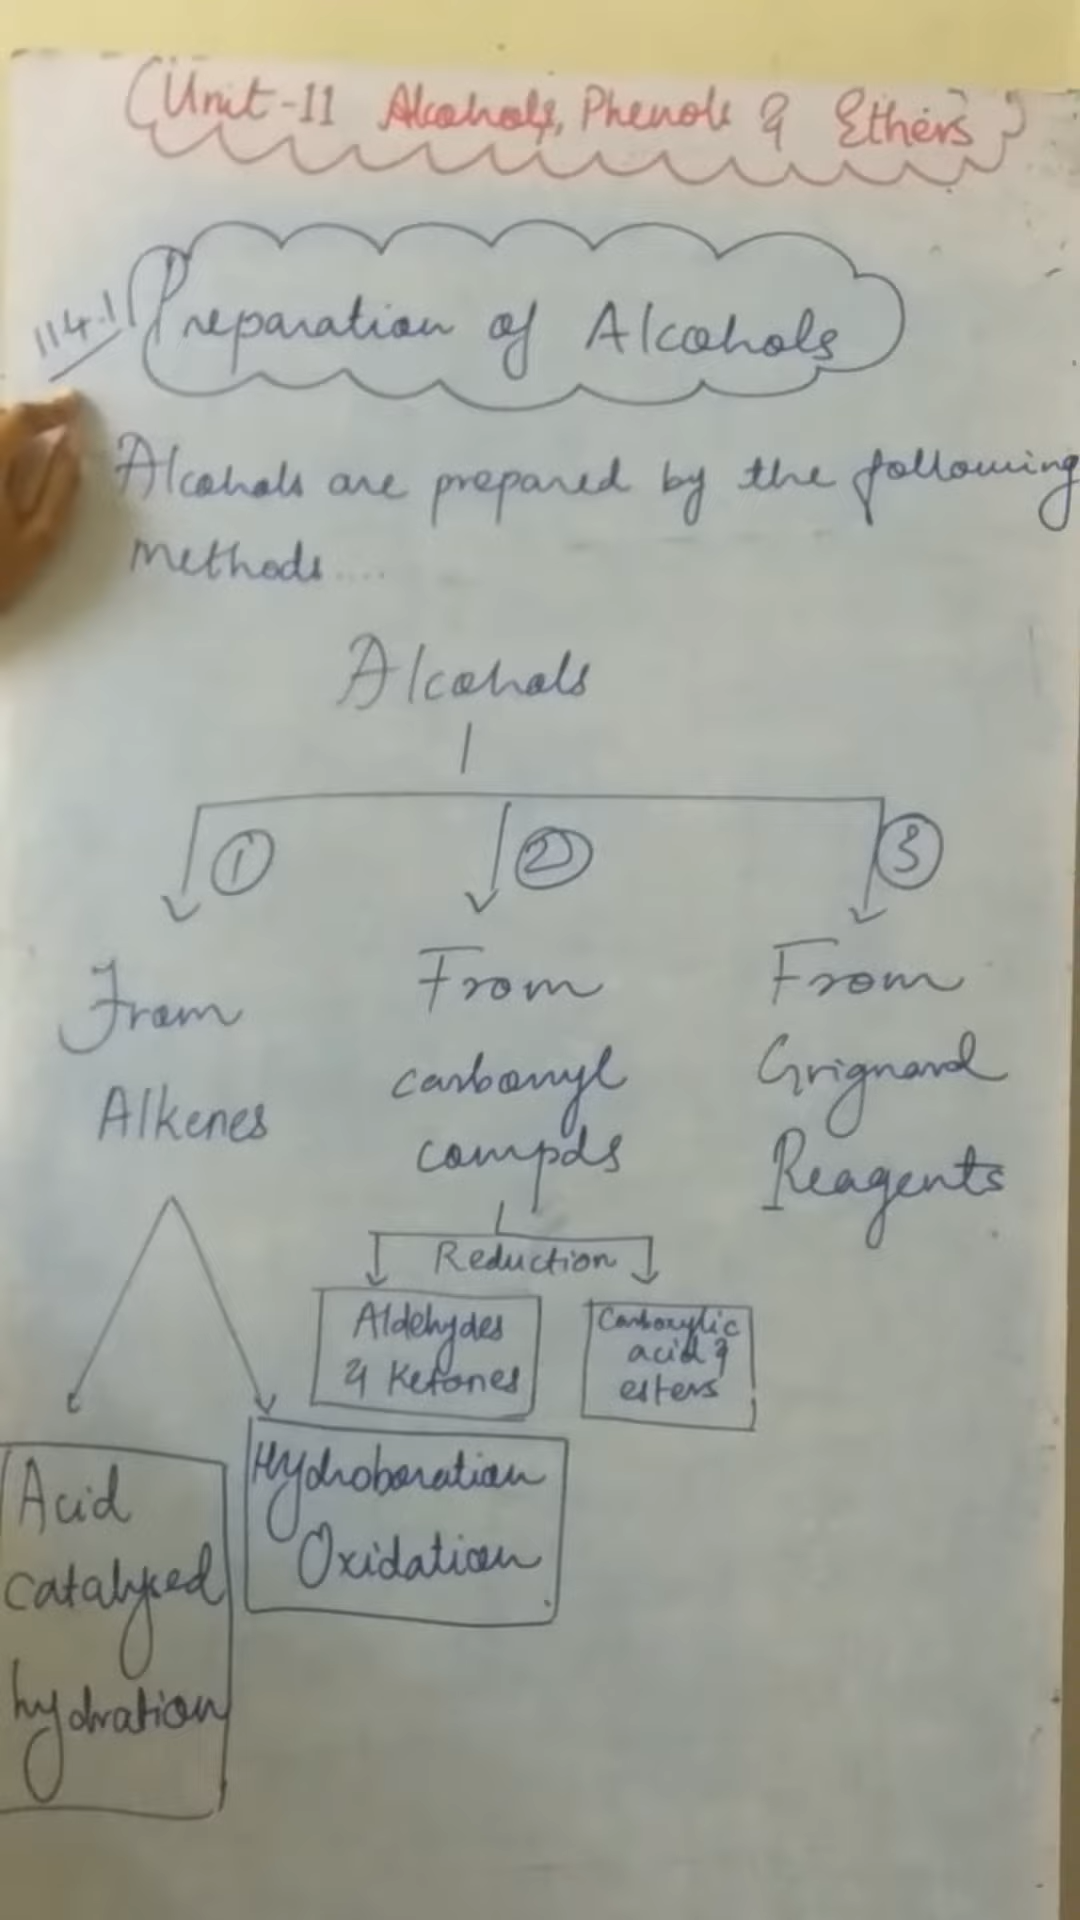 Unit-11 Alcohols, Phenols & Ethers
11.4.1
Preparation of Alcohols
Alcohols are prepared by the following
methods....
Alcohols
1
From
Alkenes
Acid
catalysed
hydration
Hydroboration
Oxidation
2
From
carbonyl
compds
Reduction
Aldehydes
& Ketones
Carboxylic
acid &
esters
3
From
Grignard
Reagents